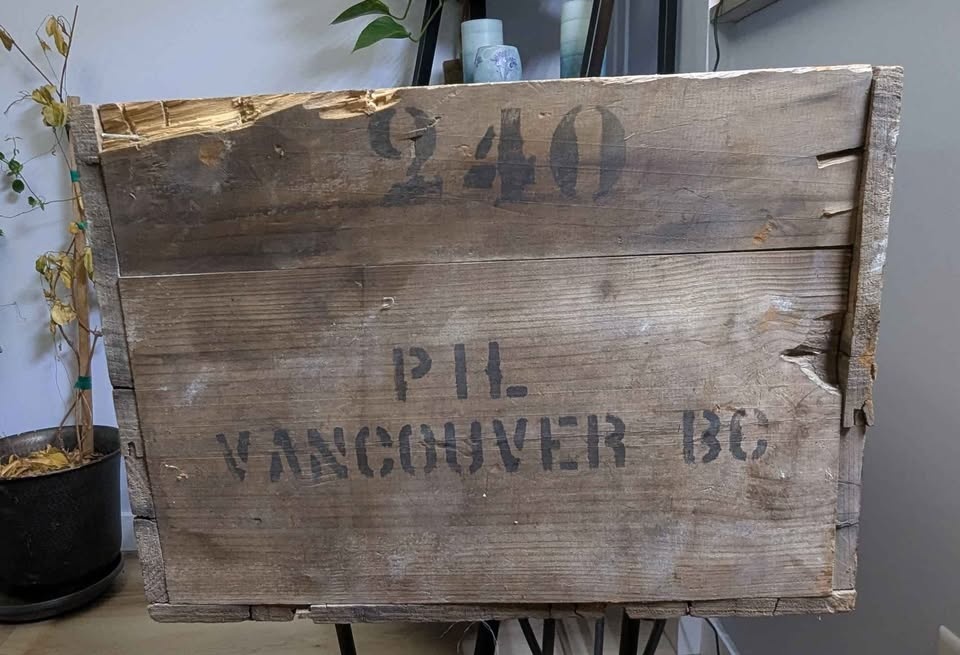 240
PIL
VANCOUVER BC